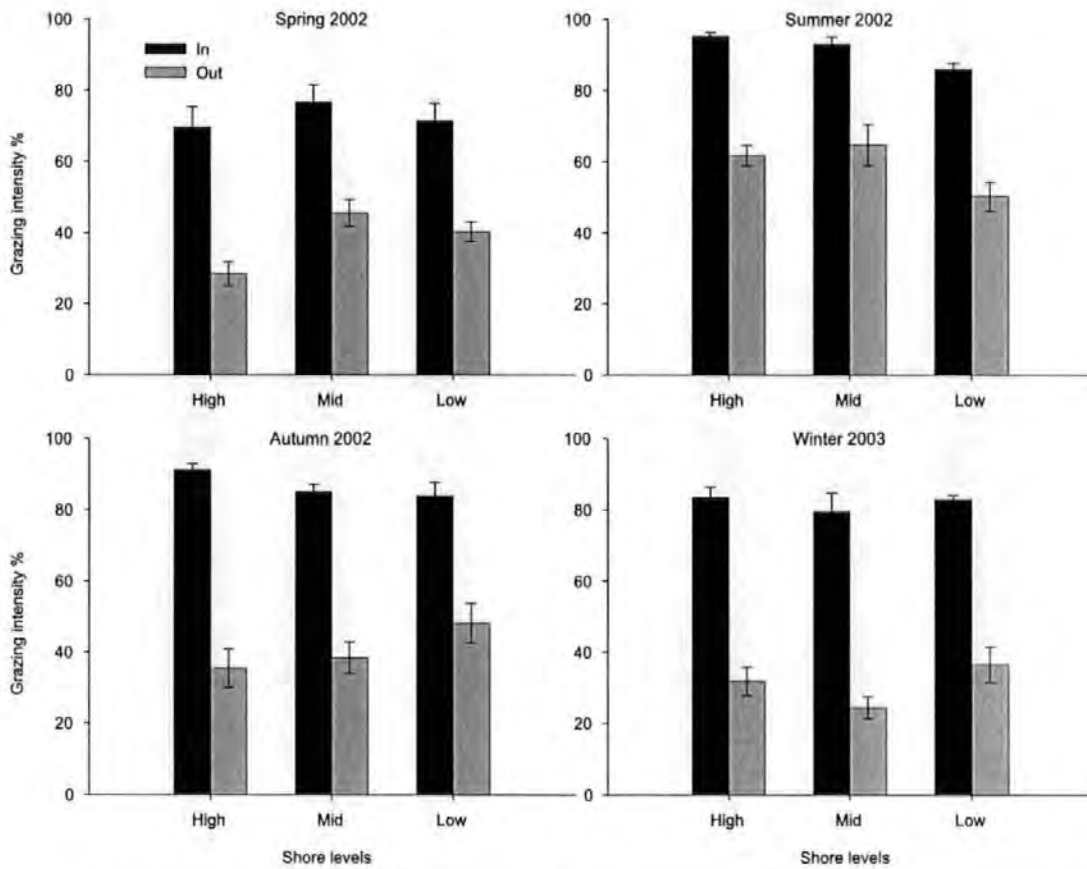 Spring 2002
In
Out
Grazing intensity %
100
80
60
40
20
0
High Mid Low
Summer 2002
100
80
60
40
20
0
High Mid Low
Autumn 2002
Grazing intensity %
100
80
60
40
20
0
High Mid Low
Shore levels
Winter 2003
100
80
60
40
20
0
High Mid Low
Shore levels